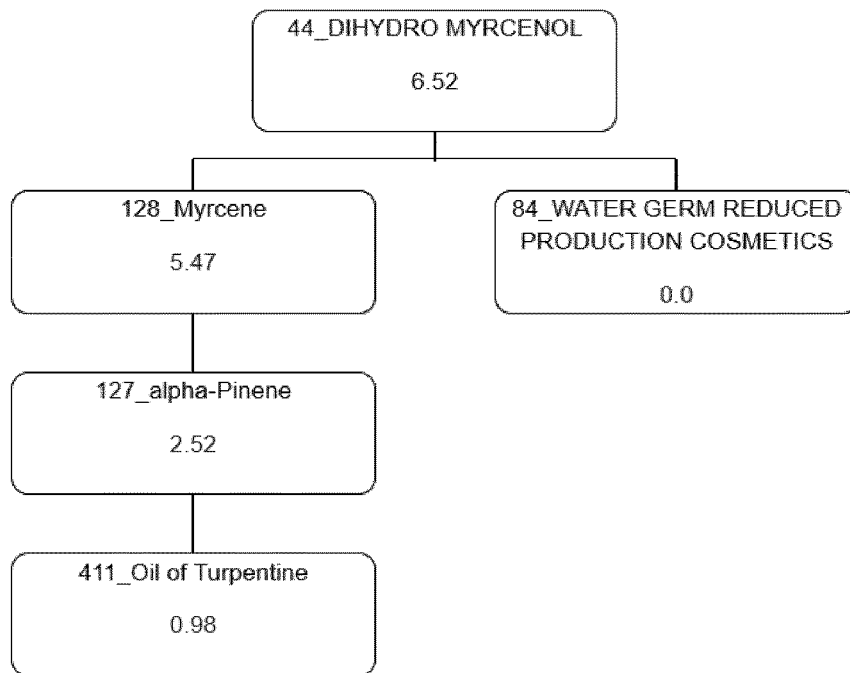 44_DIHYDRO MYRCENOL
6.52
128_Myrcene
5.47
84_WATER GERM REDUCED
PRODUCTION COSMETICS
0.0
127_alpha-Pinene
2.52
411_Oil of Turpentine
0.98